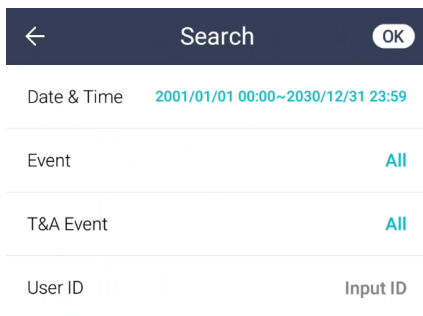 Search OK
Date & Time 2001/01/01 00:00~2030/12/31 23:59
Event All
T&A Event All
User ID Input ID